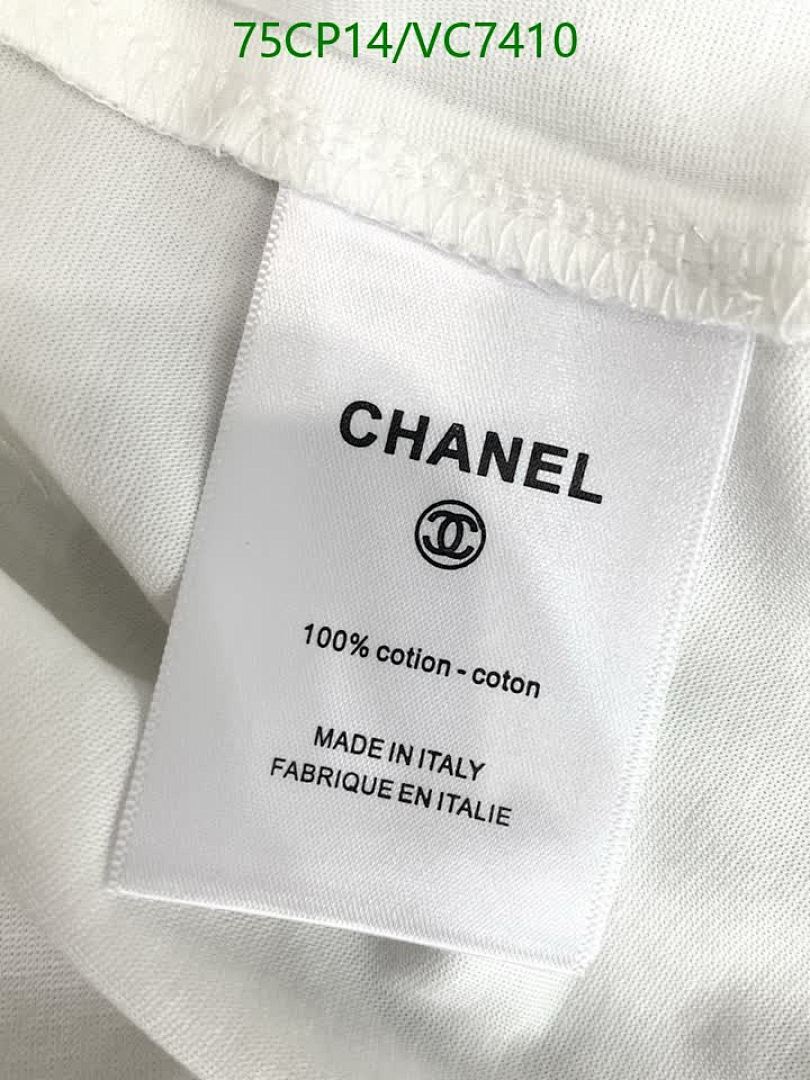 75CP14/VC7410
CHANEL
100% cotion - coton
MADE IN ITALY
FABRIQUE EN ITALIE